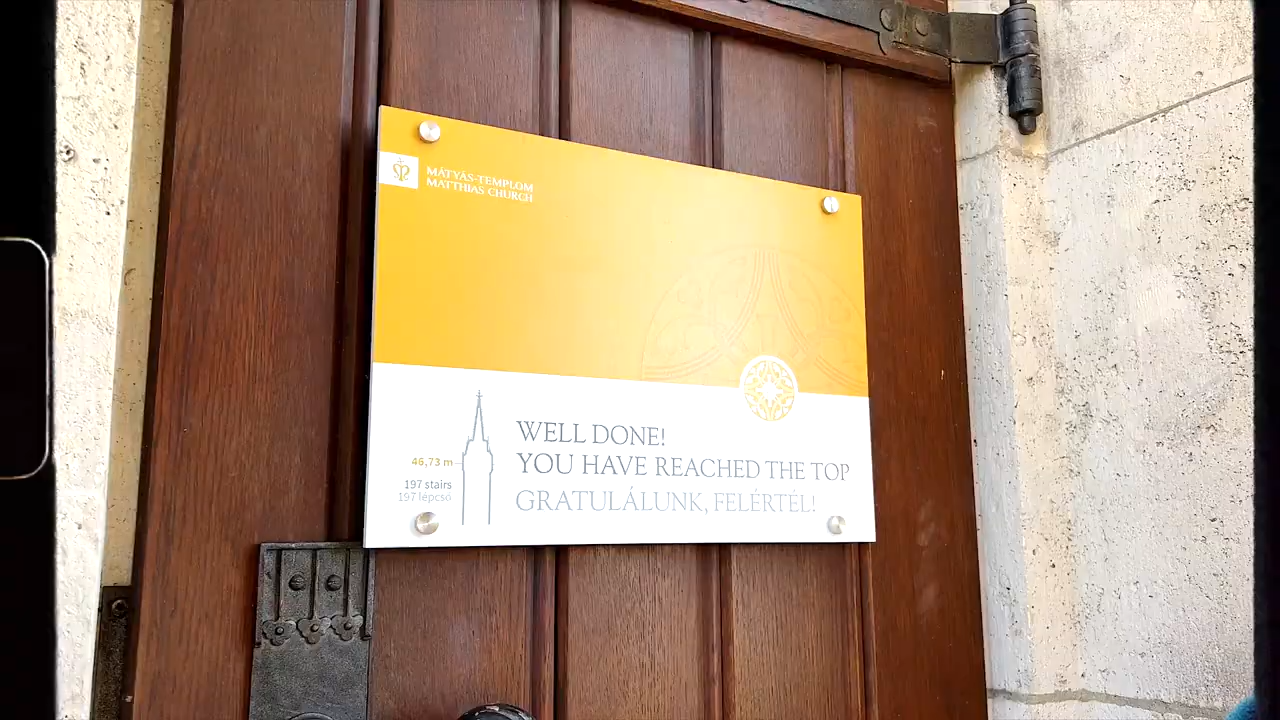 MÁTYÁS-TEMPLOM
MATTHIAS CHURCH
WELL DONE!
YOU HAVE REACHED THE TOP
GRATULÁLUNK, FELÉRTÉL!
46,73 m
197 stairs
197 lépcső